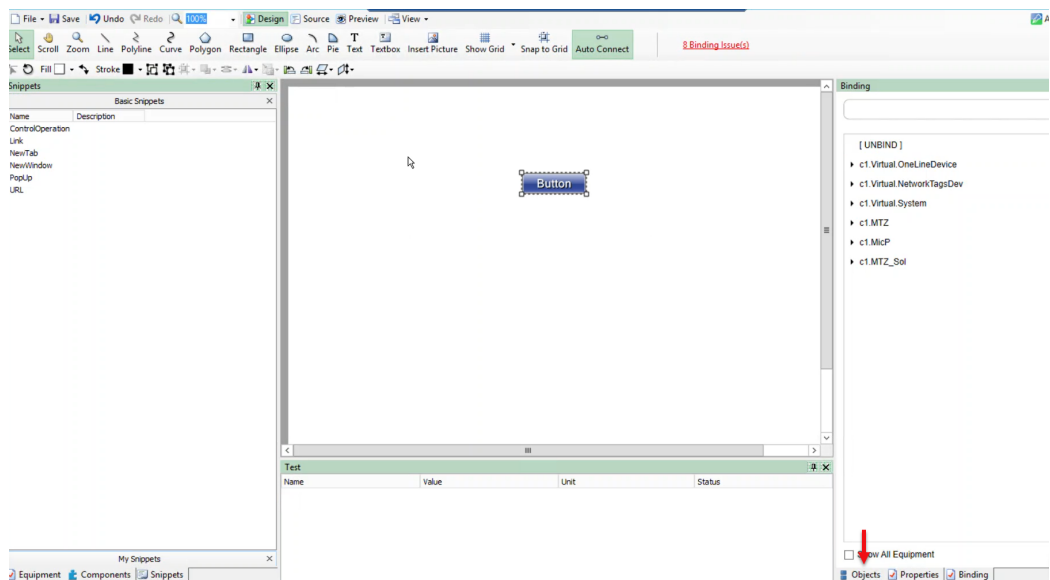 File Save Undo Redo 100% Design Source Preview View
Select Scroll Zoom Line Polyline Curve Polygon Rectangle Ellipse Arc Pie Text Textbox Insert Picture Show Grid Snap to Grid Auto Connect 8 Binding Issue(s)
Fill Stroke
Snippets
Basic Snippets
Name Description
ControlOperation
Link
NewTab
NewWindow
PopUp
URL
My Snippets
Equipment Components Snippets
Button
Test
Name Value Unit Status
Binding
[ UNBIND ]
c1.Virtual.OneLineDevice
c1.Virtual.NetworkTagsDev
c1.Virtual.System
c1.MTZ
c1.MicP
c1.MTZ_Sol
Show All Equipment
Objects Properties Binding